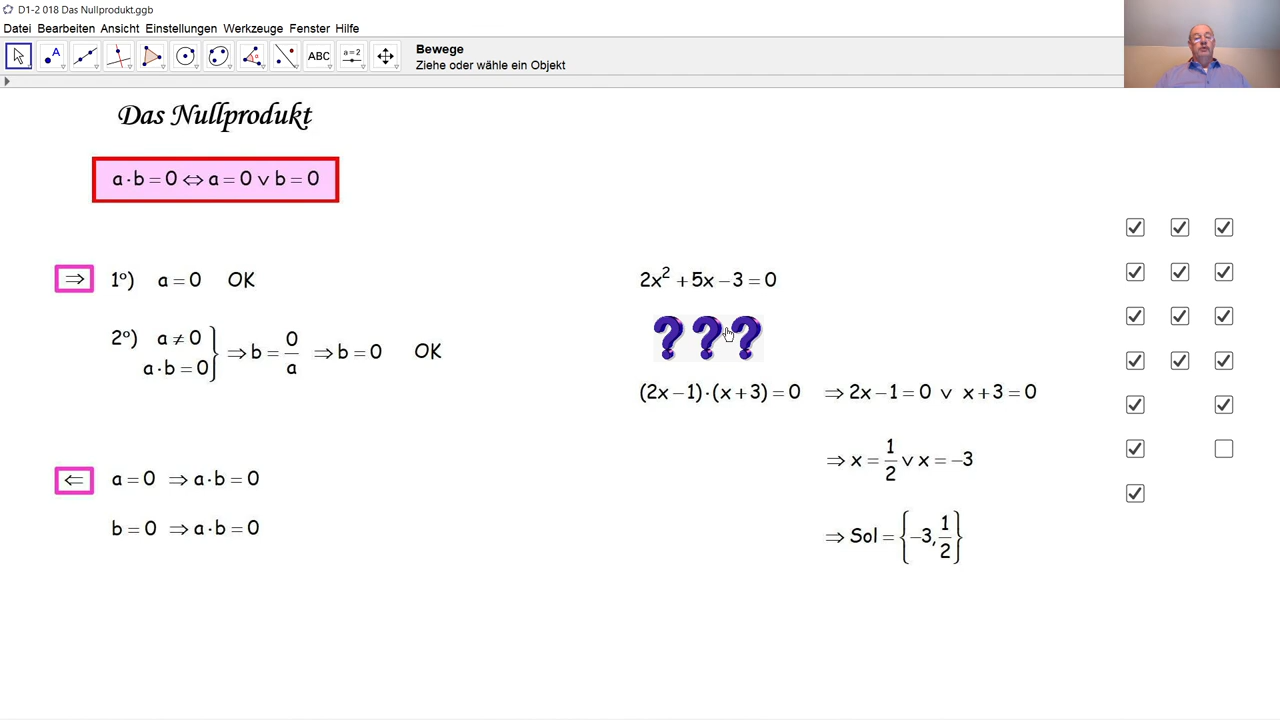 D1-2 018 Das Nullprodukt.ggb
Datei Bearbeiten Ansicht Einstellungen Werkzeuge Fenster Hilfe
A ABC a=2 Bewege
Ziehe oder wähle ein Objekt
Das Nullprodukt
a·b=0⇔a=0∨b=0
⇒ 1º) a=0 OK
2º) a≠0
a·b=0} ⇒b=0/a ⇒b=0 OK
⇐ a=0 ⇒a·b=0
b=0 ⇒a·b=0
2x²+5x−3=0
???
(2x−1)·(x+3)=0 ⇒2x−1=0 ∨ x+3=0
⇒x=1/2∨x=−3
⇒Sol={−3,1/2}